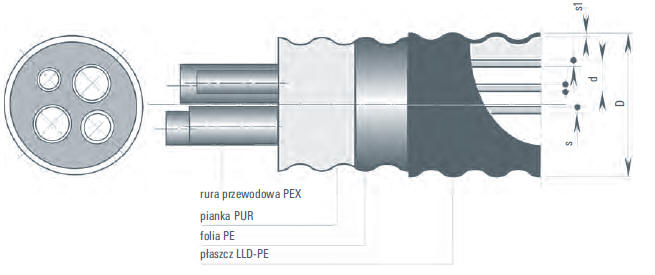 s1
d
D
s
rura przewodowa PEX
pianka PUR
folia PE
płaszcz LLD-PE